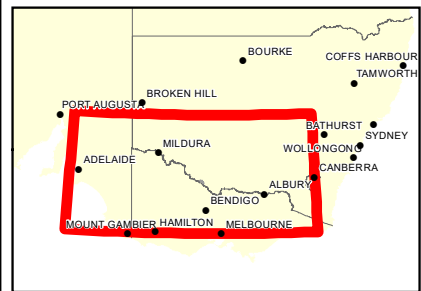 BOURKE
COFFS HARBOUR
TAMWORTH
BROKEN HILL
PORT AUGUSTA
BATHURST
SYDNEY
WOLLONGONG
MILDURA
ADELAIDE
CANBERRA
ALBURY
BENDIGO
MOUNT GAMBIER
HAMILTON
MELBOURNE